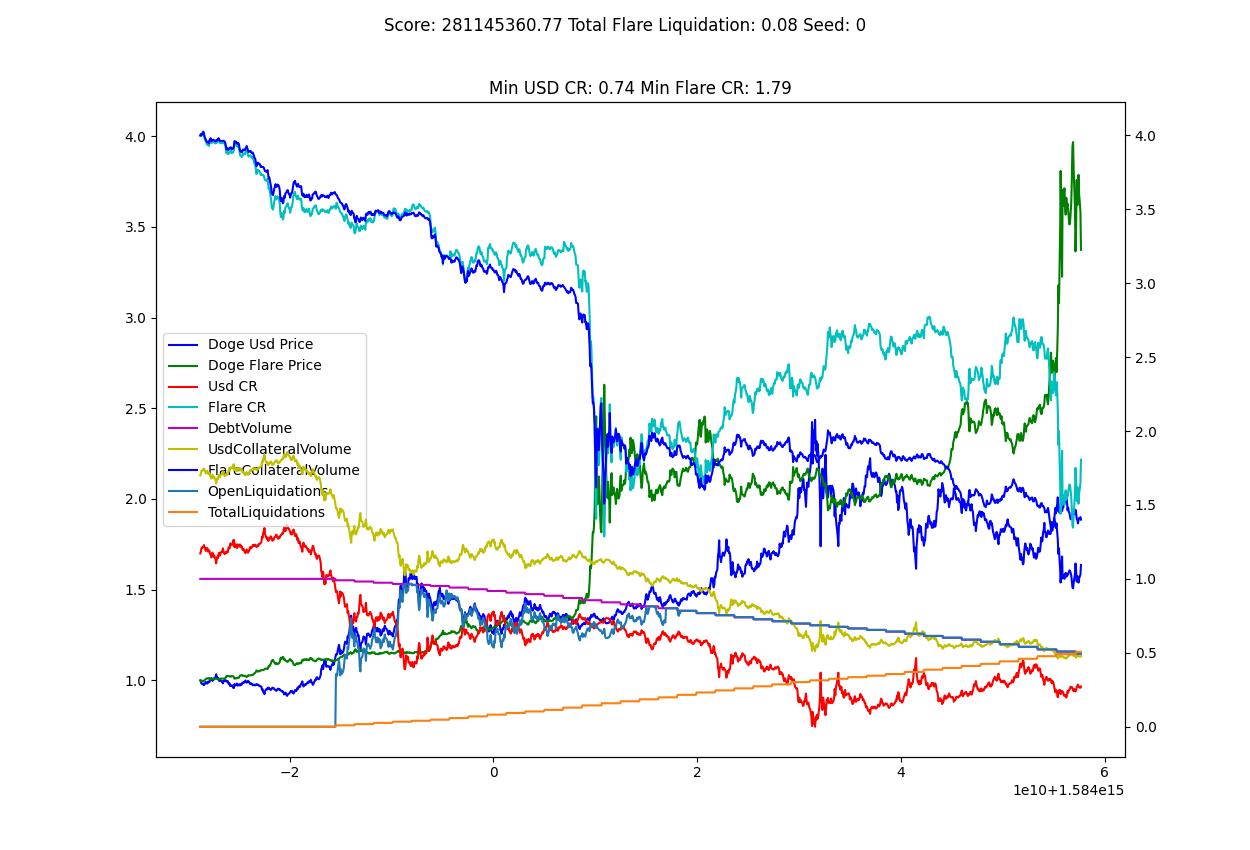 Score: 281145360.77 Total Flare Liquidation: 0.08 Seed: 0
Min USD CR: 0.74 Min Flare CR: 1.79
4.0
3.5
3.0
2.5
2.0
1.5
1.0
4.0
3.5
3.0
2.5
2.0
1.5
1.0
0.5
0.0
Doge Usd Price
Doge Flare Price
Usd CR
Flare CR
DebtVolume
UsdCollateralVolume
FlareCollateralVolume
OpenLiquidations
TotalLiquidations
−2 0 2 4 6
1e10+1.584e15